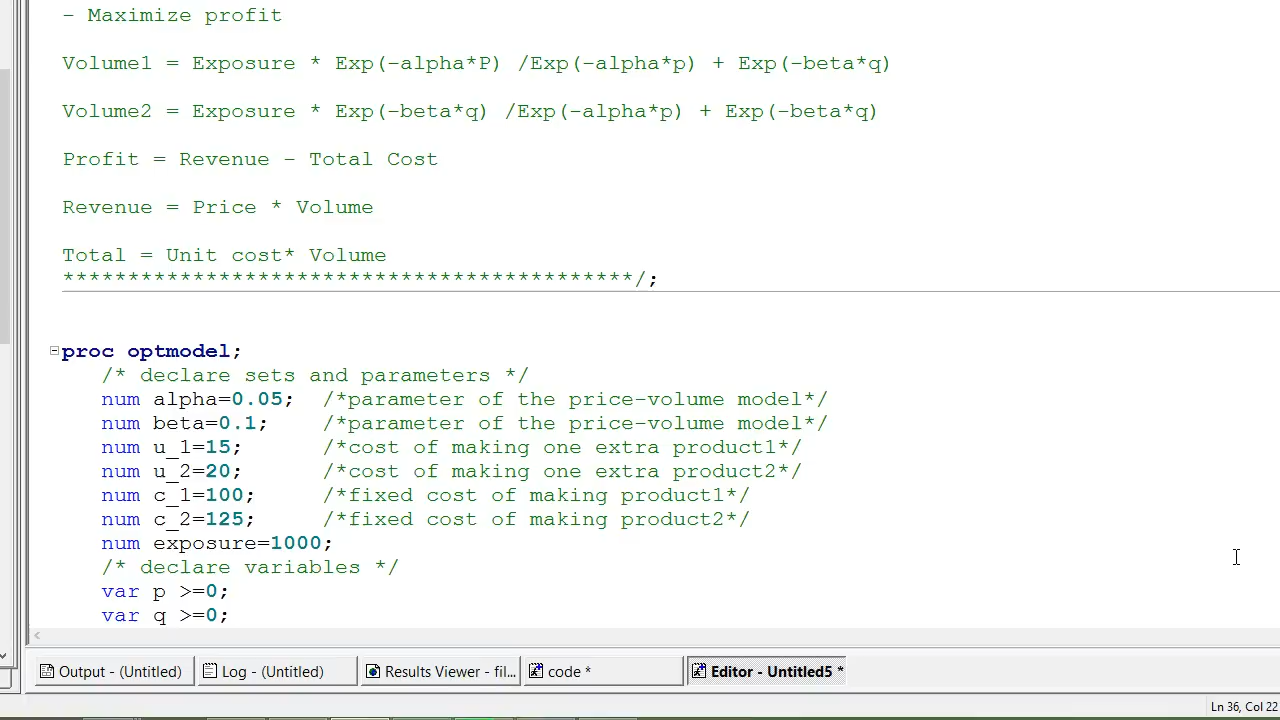 - Maximize profit
Volume1 = Exposure * Exp(-alpha*P) /Exp(-alpha*p) + Exp(-beta*q)
Volume2 = Exposure * Exp(-beta*q) /Exp(-alpha*p) + Exp(-beta*q)
Profit = Revenue - Total Cost
Revenue = Price * Volume
Total = Unit cost* Volume
********************************************/;
proc optmodel;
/* declare sets and parameters */
num alpha=0.05; /*parameter of the price-volume model*/
num beta=0.1; /*parameter of the price-volume model*/
num u_1=15; /*cost of making one extra product1*/
num u_2=20; /*cost of making one extra product2*/
num c_1=100; /*fixed cost of making product1*/
num c_2=125; /*fixed cost of making product2*/
num exposure=1000;
/* declare variables */
var p >=0;
var q >=0;
Output - (Untitled) Log - (Untitled) Results Viewer - fil... code * Editor - Untitled5 *
Ln 36, Col 22